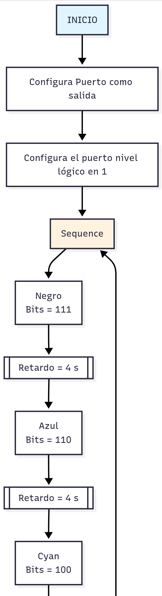 INICIO
Configura Puerto como
salida
Configura el puerto nivel
lógico en 1
Sequence
Negro
Bits = 111
Retardo = 4 s
Azul
Bits = 110
Retardo = 4 s
Cyan
Bits = 100